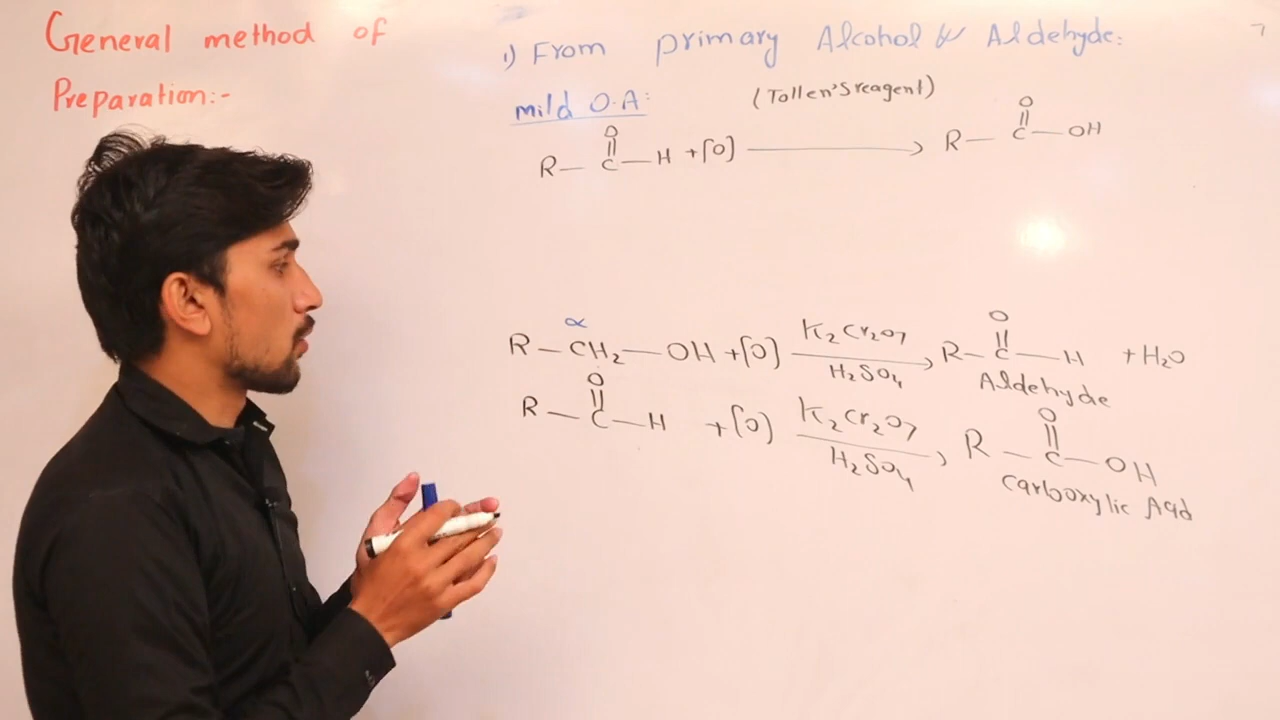 General method of
Preparation:-
1) From primary Alcohol & Aldehyde:
mild O.A:
(Tollen's reagent)
O
||
R—C—H +[O] ⟶
O
||
R—C—OH
α
R—CH₂—OH +[O]
K₂Cr₂O₇
H₂SO₄
O
||
R—C—H + H₂O
Aldehyde
O
||
R—C—H +[O]
K₂Cr₂O₇
H₂SO₄
O
||
R—C—OH
Carboxylic Acid